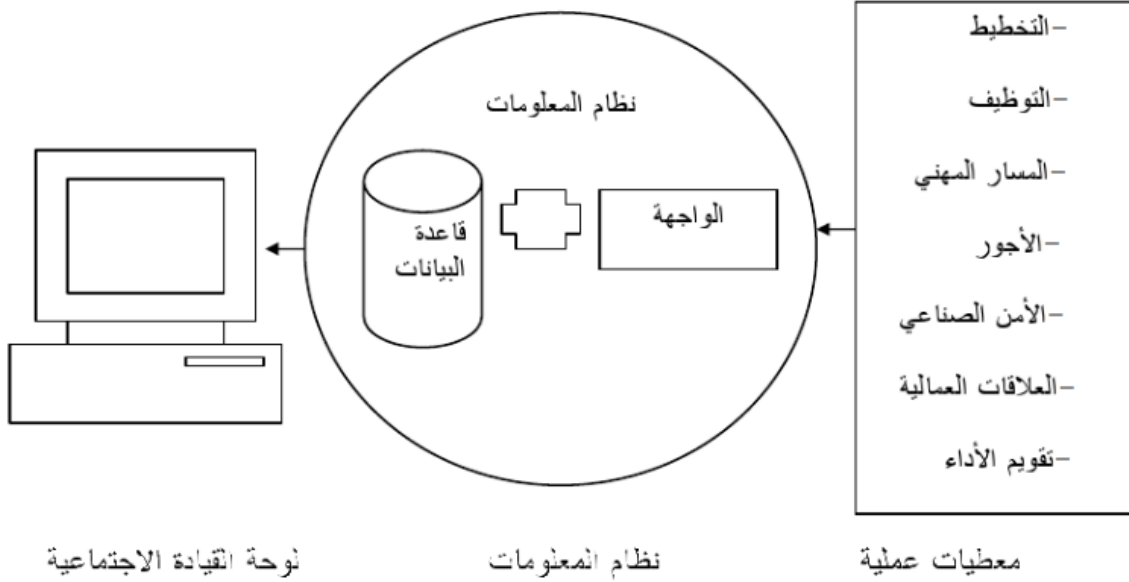 -التخطيط
-التوظيف
-المسار المهني
-الأجور
-الأمن الصناعي
-العلاقات العمالية
-تقويم الأداء
نظام المعلومات
الواجهة
قاعدة
البيانات
معطيات عملية
نظام المعلومات
لوحة القيادة الاجتماعية